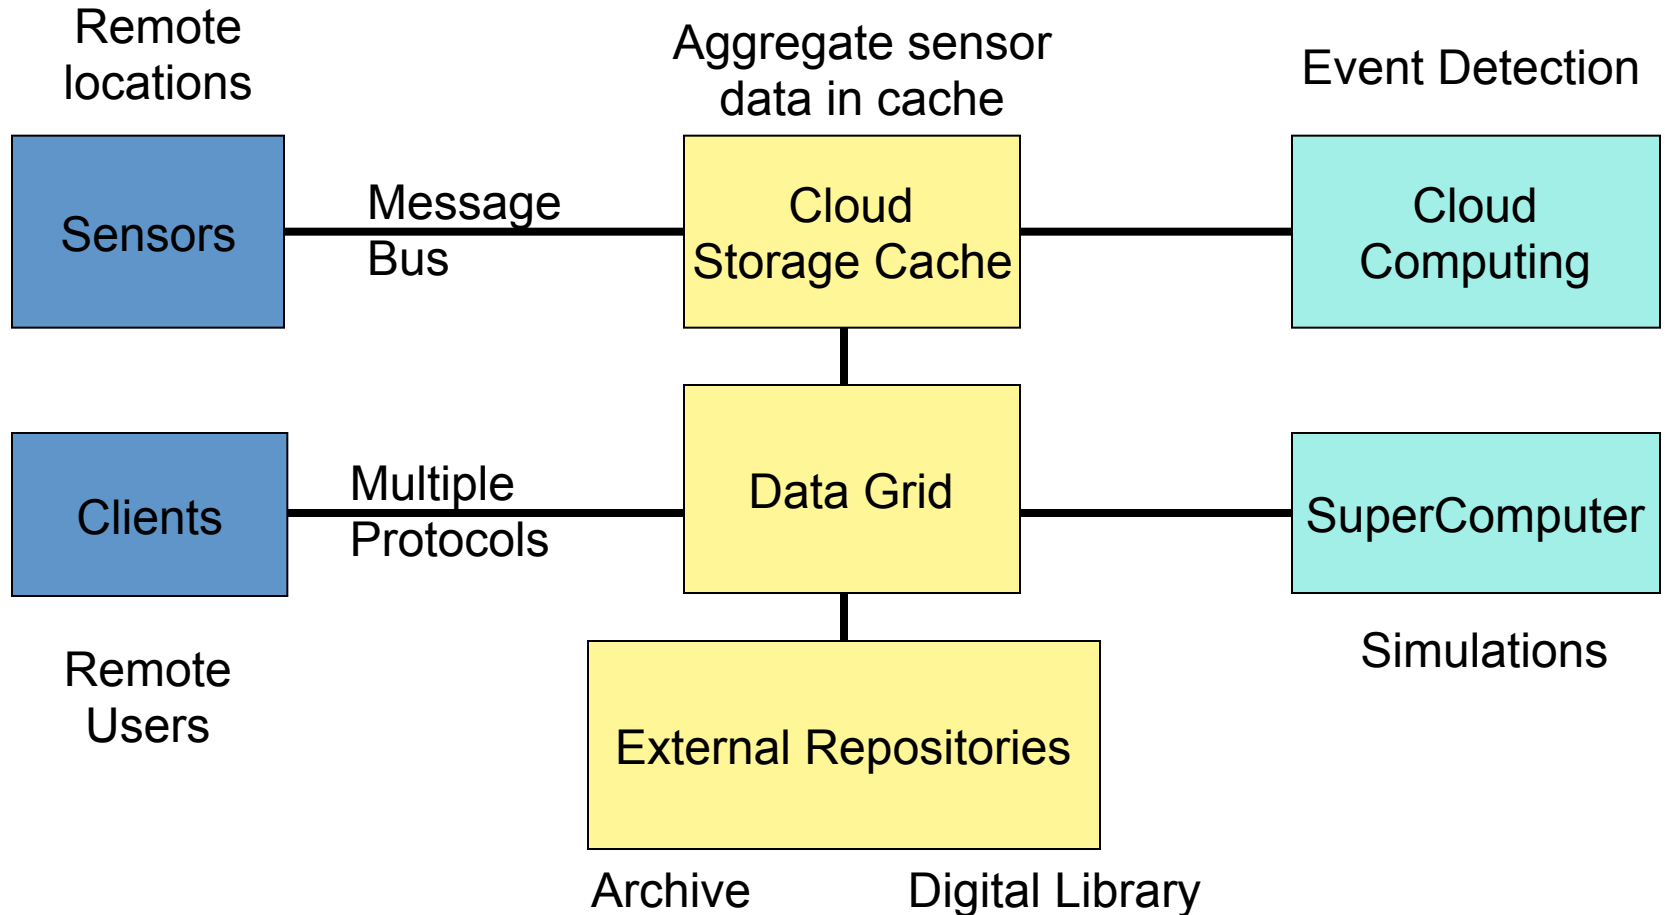 Remote
locations
Aggregate sensor
data in cache
Event Detection
Sensors
Message
Bus
Cloud
Storage Cache
Cloud
Computing
Clients
Multiple
Protocols
Data Grid
SuperComputer
Remote
Users
Simulations
External Repositories
Archive
Digital Library